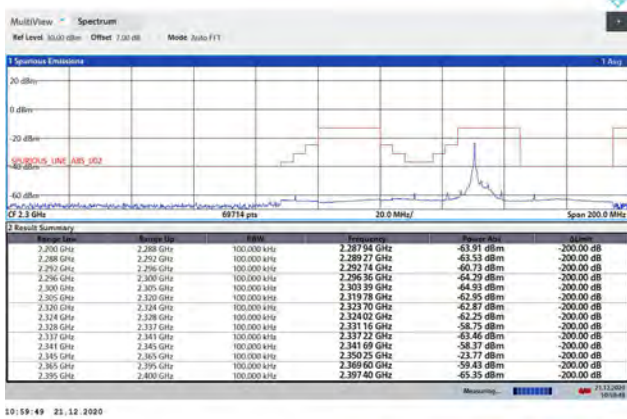 MultiView Spectrum
Ref Level 30.00 dBm Offset 7.00 dB Mode Auto FFT
1 Spurious Emissions 1 Avg
20 dBm
0 dBm
-20 dBm
SPURIOUS_LINE_ABS_U02
-40 dBm
-60 dBm
CF 2.3 GHz 69714 pts 20.0 MHz/ Span 200.0 MHz
2 Result Summary
Range Low Range Up RBW Frequency Power Abs ΔLimit
2.200 GHz 2.288 GHz 100.000 kHz 2.287 94 GHz -63.91 dBm -200.00 dB
2.288 GHz 2.292 GHz 100.000 kHz 2.289 27 GHz -63.53 dBm -200.00 dB
2.292 GHz 2.296 GHz 100.000 kHz 2.292 74 GHz -60.73 dBm -200.00 dB
2.296 GHz 2.300 GHz 100.000 kHz 2.296 36 GHz -64.29 dBm -200.00 dB
2.300 GHz 2.305 GHz 100.000 kHz 2.303 39 GHz -64.93 dBm -200.00 dB
2.305 GHz 2.320 GHz 100.000 kHz 2.319 78 GHz -62.95 dBm -200.00 dB
2.320 GHz 2.324 GHz 100.000 kHz 2.323 70 GHz -62.87 dBm -200.00 dB
2.324 GHz 2.328 GHz 100.000 kHz 2.324 02 GHz -62.25 dBm -200.00 dB
2.328 GHz 2.337 GHz 100.000 kHz 2.331 16 GHz -58.75 dBm -200.00 dB
2.337 GHz 2.341 GHz 100.000 kHz 2.337 22 GHz -63.46 dBm -200.00 dB
2.341 GHz 2.345 GHz 100.000 kHz 2.341 69 GHz -58.37 dBm -200.00 dB
2.345 GHz 2.365 GHz 100.000 kHz 2.350 25 GHz -23.77 dBm -200.00 dB
2.365 GHz 2.395 GHz 100.000 kHz 2.369 60 GHz -59.43 dBm -200.00 dB
2.395 GHz 2.400 GHz 100.000 kHz 2.397 40 GHz -65.35 dBm -200.00 dB
Measuring... 21.12.2020
10:59:49
10:59:49 21.12.2020